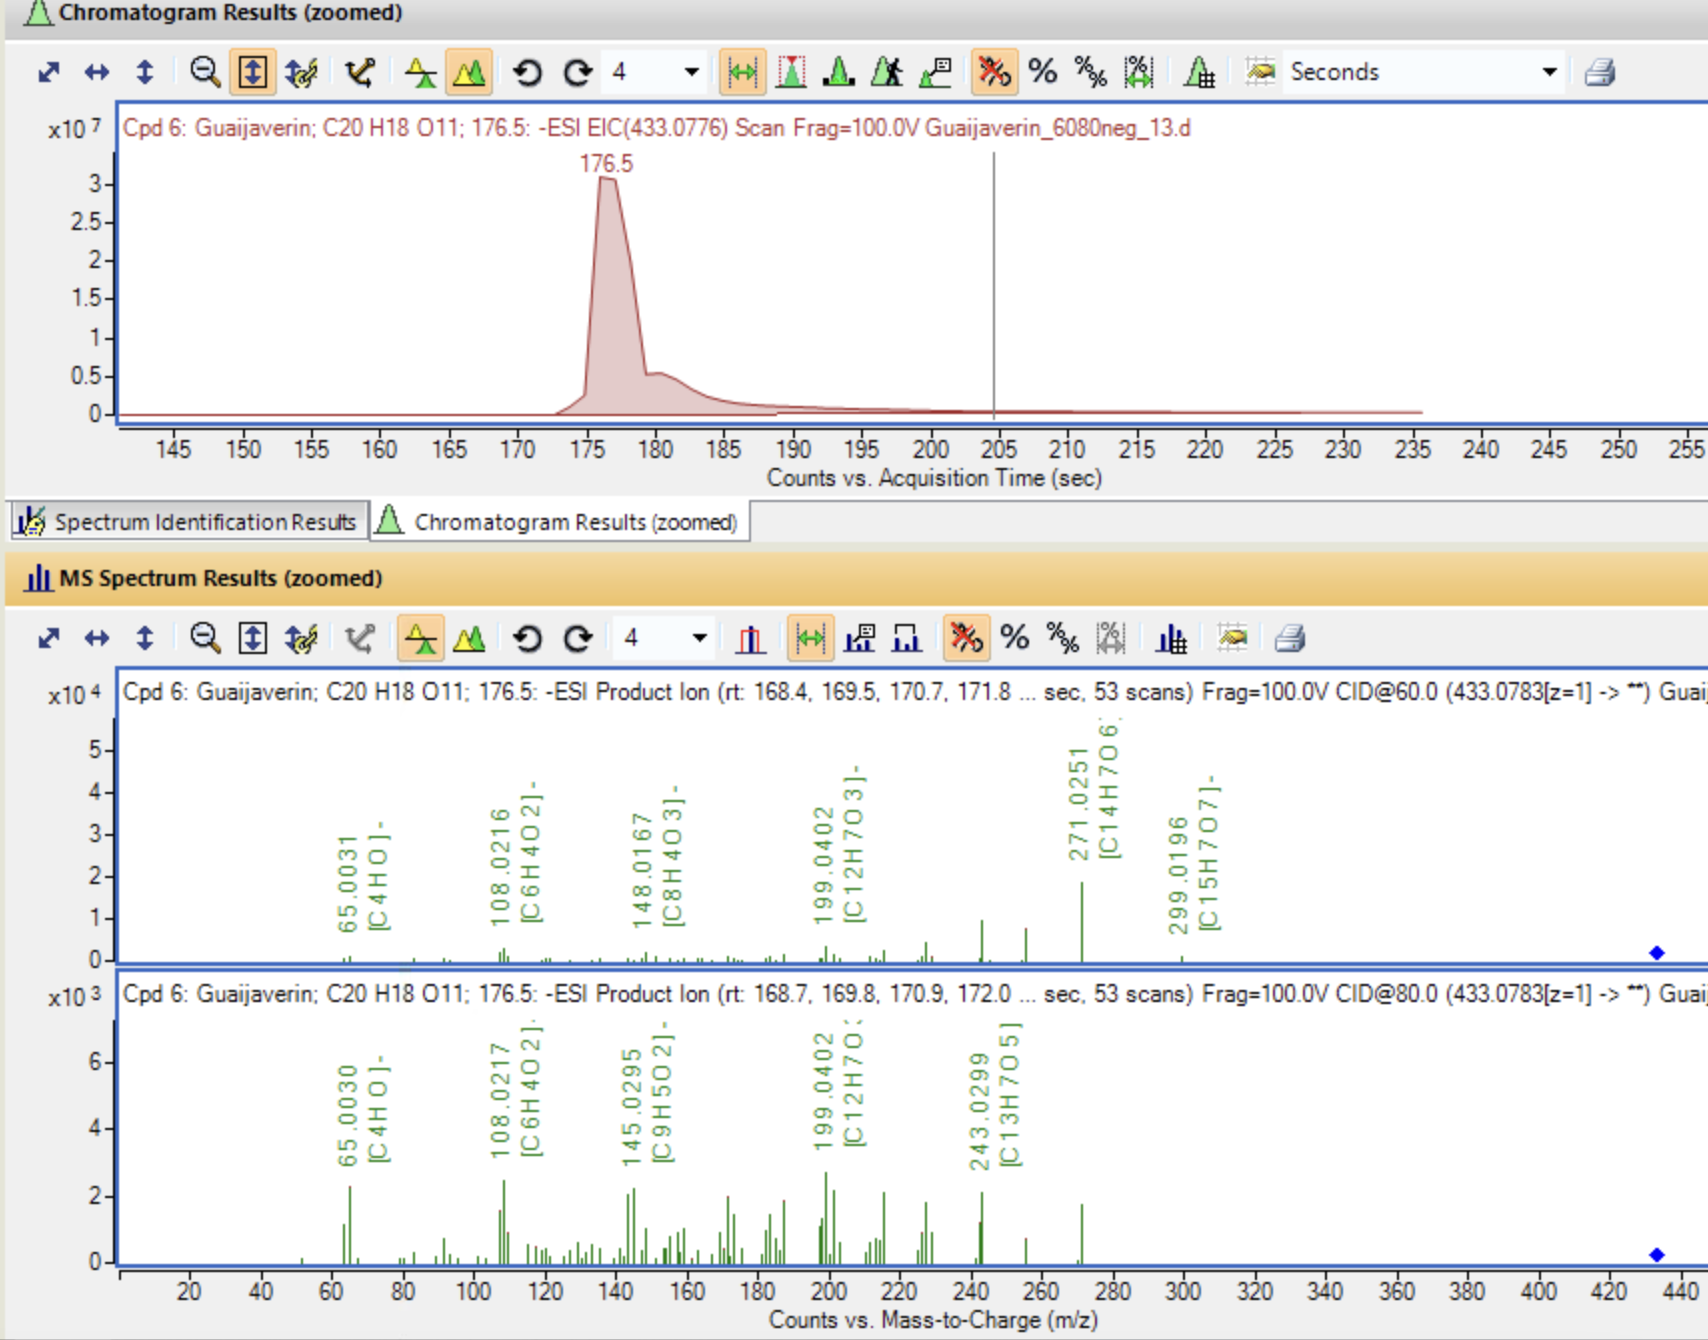 Chromatogram Results (zoomed)
4 Seconds
x10 7
Cpd 6: Guaijaverin; C20 H18 O11; 176.5: -ESI EIC(433.0776) Scan Frag=100.0V Guaijaverin_6080neg_13.d
176.5
3
2.5
2
1.5
1
0.5
0
145 150 155 160 165 170 175 180 185 190 195 200 205 210 215 220 225 230 235 240 245 250 255
Counts vs. Acquisition Time (sec)
Spectrum Identification Results Chromatogram Results (zoomed)
MS Spectrum Results (zoomed)
4
x10 4
Cpd 6: Guaijaverin; C20 H18 O11; 176.5: -ESI Product Ion (rt: 168.4, 169.5, 170.7, 171.8 ... sec, 53 scans) Frag=100.0V CID@60.0 (433.0783[z=1] -> **) Guaij
5
4
3
2
1
0
65.0031
[C4HO]-
108.0216
[C6H4O2]-
148.0167
[C8H4O3]-
199.0402
[C12H7O3]-
271.0251
[C14H7O6
299.0196
[C15H7O7]-
x10 3
Cpd 6: Guaijaverin; C20 H18 O11; 176.5: -ESI Product Ion (rt: 168.7, 169.8, 170.9, 172.0 ... sec, 53 scans) Frag=100.0V CID@80.0 (433.0783[z=1] -> **) Guaij
6
4
2
0
65.0030
[C4HO]-
108.0217
[C6H4O2]-
145.0295
[C9H5O2]-
199.0402
[C12H7O
243.0299
[C13H7O5]
20 40 60 80 100 120 140 160 180 200 220 240 260 280 300 320 340 360 380 400 420 440
Counts vs. Mass-to-Charge (m/z)